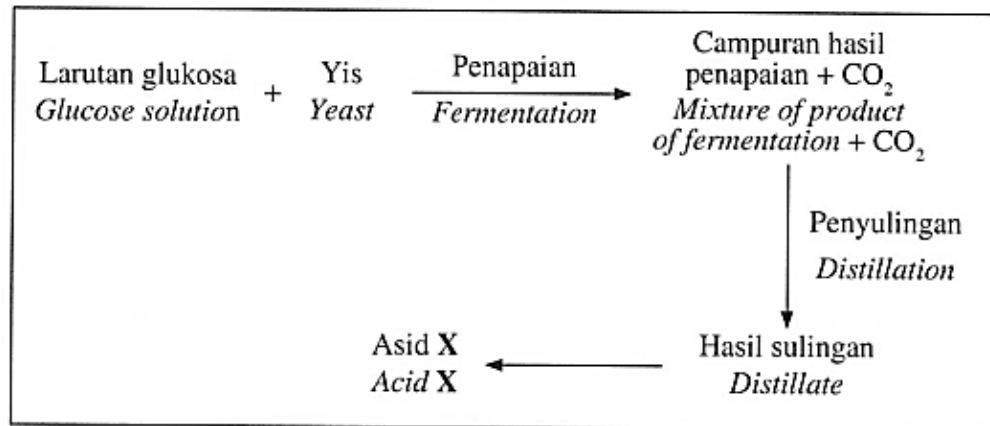 Larutan glukosa
Glucose solution
+
Yis
Yeast
Penapaian
Fermentation
Campuran hasil
penapaian + CO₂
Mixture of product
of fermentation + CO₂
Penyulingan
Distillation
Hasil sulingan
Distillate
Asid X
Acid X